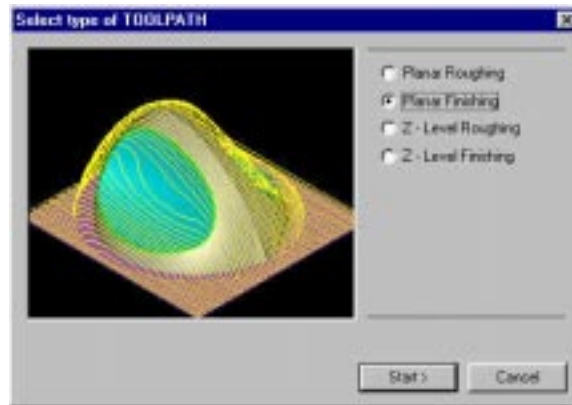 Select type of TOOLPATH
Planar Roughing
Planar Finishing
Z - Level Roughing
Z - Level Finishing
Start >
Cancel